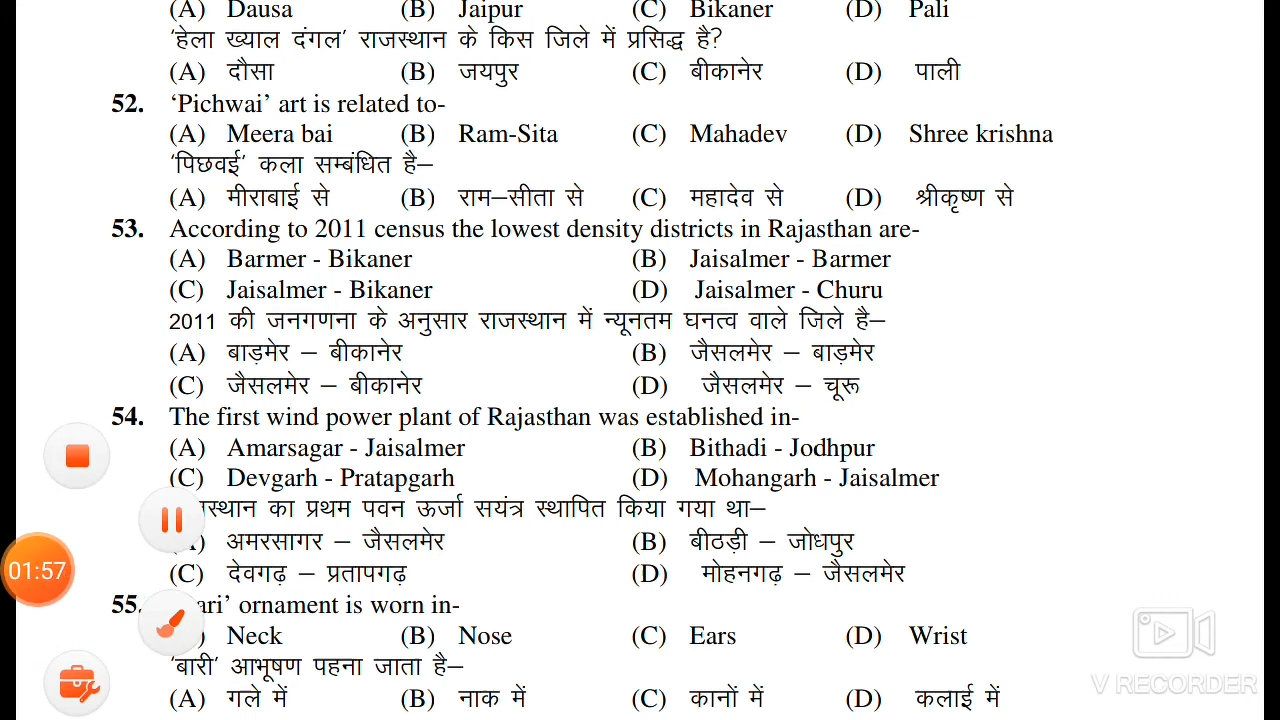 (A) Dausa (B) Jaipur (C) Bikaner (D) Pali
'हेला ख्याल दंगल' राजस्थान के किस जिले में प्रसिद्ध है?
(A) दौसा (B) जयपुर (C) बीकानेर (D) पाली
52. 'Pichwai' art is related to-
(A) Meera bai (B) Ram-Sita (C) Mahadev (D) Shree krishna
'पिछवई' कला सम्बंधित है–
(A) मीराबाई से (B) राम–सीता से (C) महादेव से (D) श्रीकृष्ण से
53. According to 2011 census the lowest density districts in Rajasthan are-
(A) Barmer - Bikaner (B) Jaisalmer - Barmer
(C) Jaisalmer - Bikaner (D) Jaisalmer - Churu
2011 की जनगणना के अनुसार राजस्थान में न्यूनतम घनत्व वाले जिले है–
(A) बाड़मेर – बीकानेर (B) जैसलमेर – बाड़मेर
(C) जैसलमेर – बीकानेर (D) जैसलमेर – चूरू
54. The first wind power plant of Rajasthan was established in-
(A) Amarsagar - Jaisalmer (B) Bithadi - Jodhpur
(C) Devgarh - Pratapgarh (D) Mohangarh - Jaisalmer
स्थान का प्रथम पवन ऊर्जा सयंत्र स्थापित किया गया था–
) अमरसागर – जैसलमेर (B) बीठड़ी – जोधपुर
(C) देवगढ़ – प्रतापगढ़ (D) मोहनगढ़ – जैसलमेर
01:57
55. ari' ornament is worn in-
) Neck (B) Nose (C) Ears (D) Wrist
'बारी' आभूषण पहना जाता है–
(A) गले में (B) नाक में (C) कानों में (D) कलाई में
V RECORDER